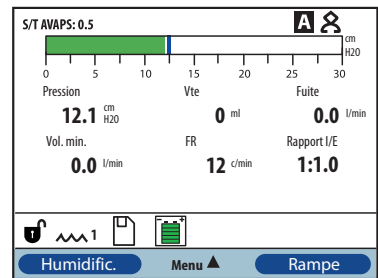 S/T AVAPS: 0.5 A
cm
H2O
0 5 10 15 20 25 30
Pression Vte Fuite
12.1 cm H20 0 ml 0.0 l/min
Vol. min. FR Rapport I/E
0.0 l/min 12 c/min 1:1.0
1
- +
Humidific. Menu ▲ Rampe